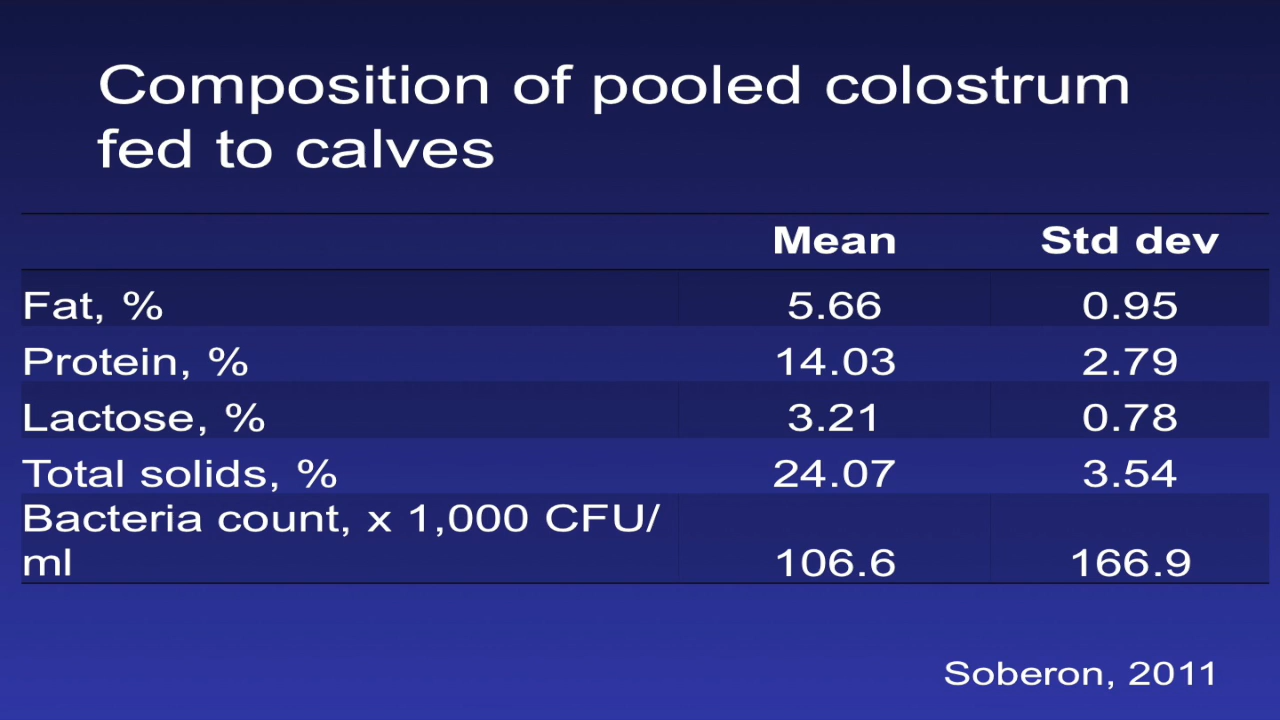 Composition of pooled colostrum
fed to calves
Mean Std dev
Fat, % 5.66 0.95
Protein, % 14.03 2.79
Lactose, % 3.21 0.78
Total solids, % 24.07 3.54
Bacteria count, x 1,000 CFU/
ml 106.6 166.9
Soberon, 2011